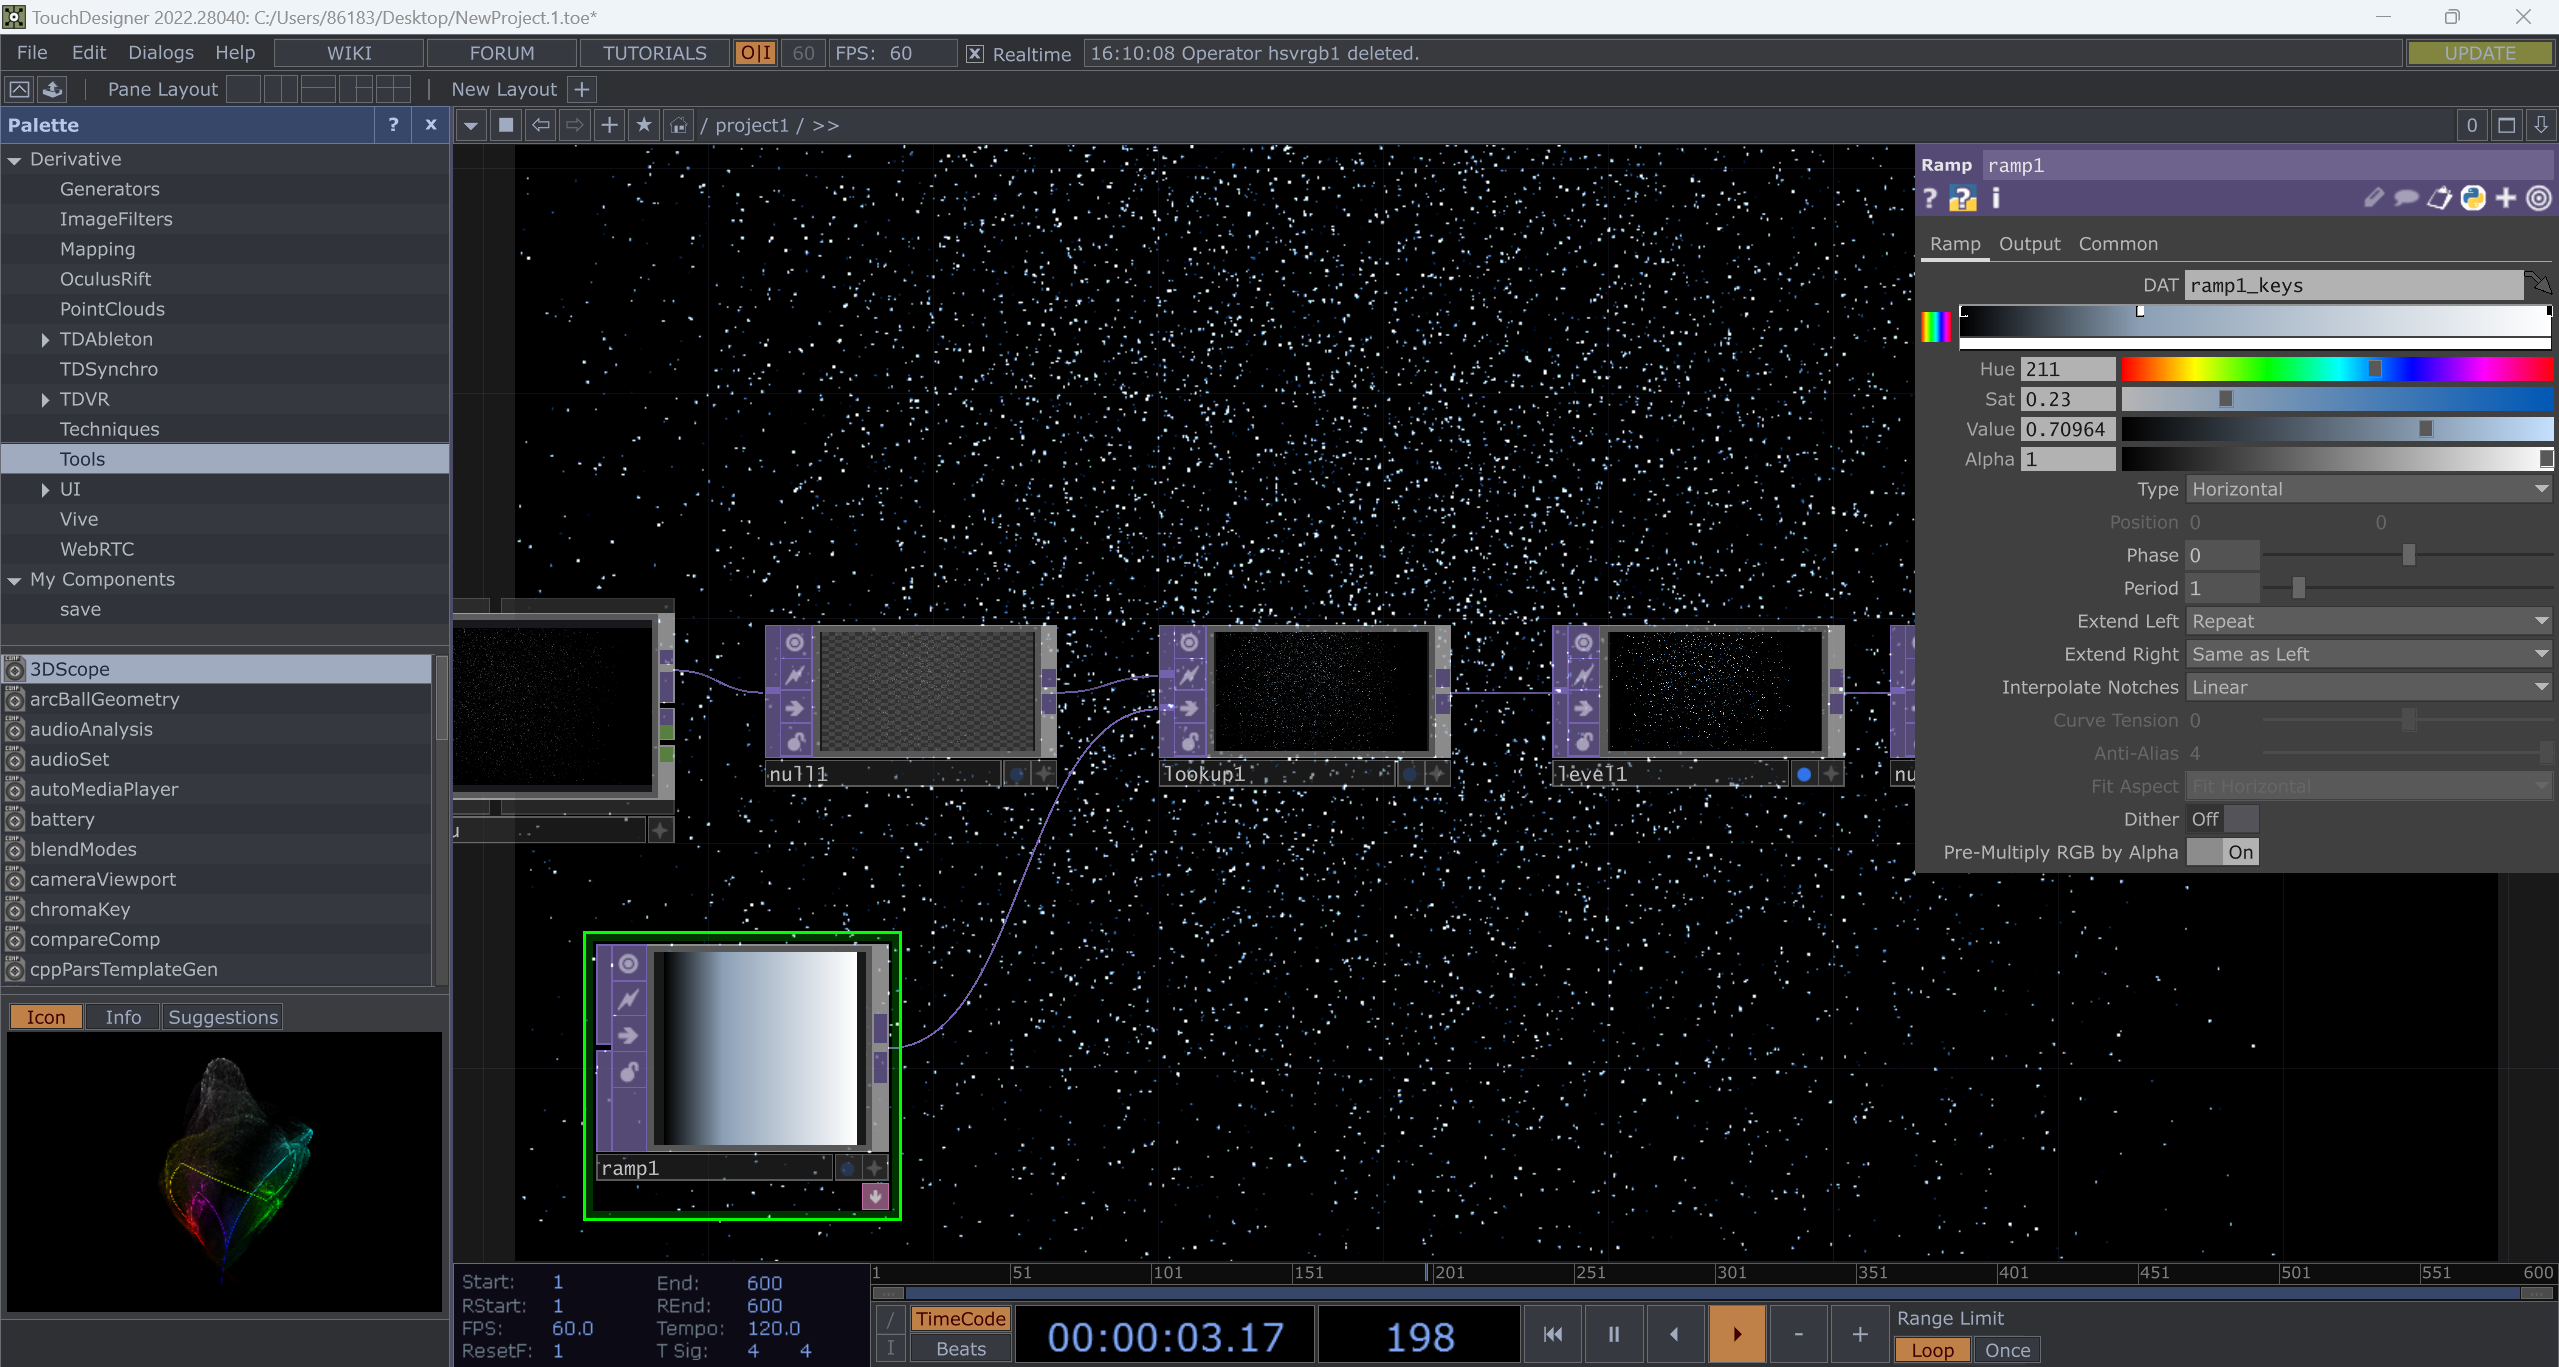 TouchDesigner 2022.28040: C:/Users/86183/Desktop/NewProject.1.toe*
File Edit Dialogs Help WIKI FORUM TUTORIALS O|I 60 FPS: 60 Realtime 16:10:08 Operator hsvrgb1 deleted. UPDATE
Pane Layout New Layout
Palette ? x / project1 / >> 0
Derivative
Generators
ImageFilters
Mapping
OculusRift
PointClouds
TDAbleton
TDSynchro
TDVR
Techniques
Tools
UI
Vive
WebRTC
My Components
save
3DScope
arcBallGeometry
audioAnalysis
audioSet
autoMediaPlayer
battery
blendModes
cameraViewport
chromaKey
compareComp
cppParsTemplateGen
Icon Info Suggestions
null1
lookup1
level1
nu
ramp1
Ramp ramp1
Ramp Output Common
DAT ramp1_keys
Hue 211
Sat 0.23
Value 0.70964
Alpha 1
Type Horizontal
Position 0 0
Phase 0
Period 1
Extend Left Repeat
Extend Right Same as Left
Interpolate Notches Linear
Curve Tension 0
Anti-Alias 4
Fit Aspect Fit Horizontal
Dither Off
Pre-Multiply RGB by Alpha On
1 51 101 151 201 251 301 351 401 451 501 551 600
Start: 1 End: 600
RStart: 1 REnd: 600
FPS: 60.0 Tempo: 120.0
ResetF: 1 T Sig: 4 4
TimeCode
Beats
00:00:03.17
198
Range Limit
Loop Once